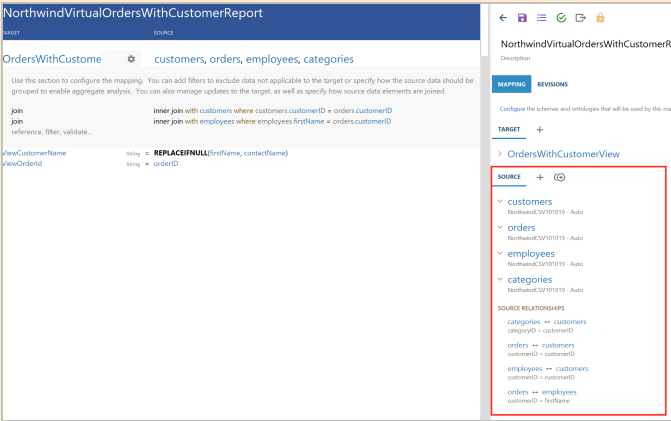 NorthwindVirtualOrdersWithCustomerReport
TARGET SOURCE
OrdersWithCustome customers, orders, employees, categories
Use this section to configure the mapping. You can add filters to exclude data not applicable to the target or specify how the source data should be
grouped to enable aggregate analysis. You can also manage updates to the target, as well as specify how source data elements are joined.
join inner join with customers where customers.customerID = orders.customerID
join inner join with employees where employees.firstName = orders.customerID
reference, filter, validate...
ViewCustomerName String = REPLACEIFNULL(firstName, contactName)
ViewOrderId String = orderID
NorthwindVirtualOrdersWithCustomerR
Description
MAPPING REVISIONS
Configure the schemas and ontologies that will be used by this ma
TARGET +
OrdersWithCustomerView
SOURCE +
customers
NorthwindCSV101019 - Auto
orders
NorthwindCSV101019 - Auto
employees
NorthwindCSV101019 - Auto
categories
NorthwindCSV101019 - Auto
SOURCE RELATIONSHIPS
categories ↔ customers
categoryID = customerID
orders ↔ customers
customerID = customerID
employees ↔ customers
customerID = customerID
orders ↔ employees
customerID = firstName